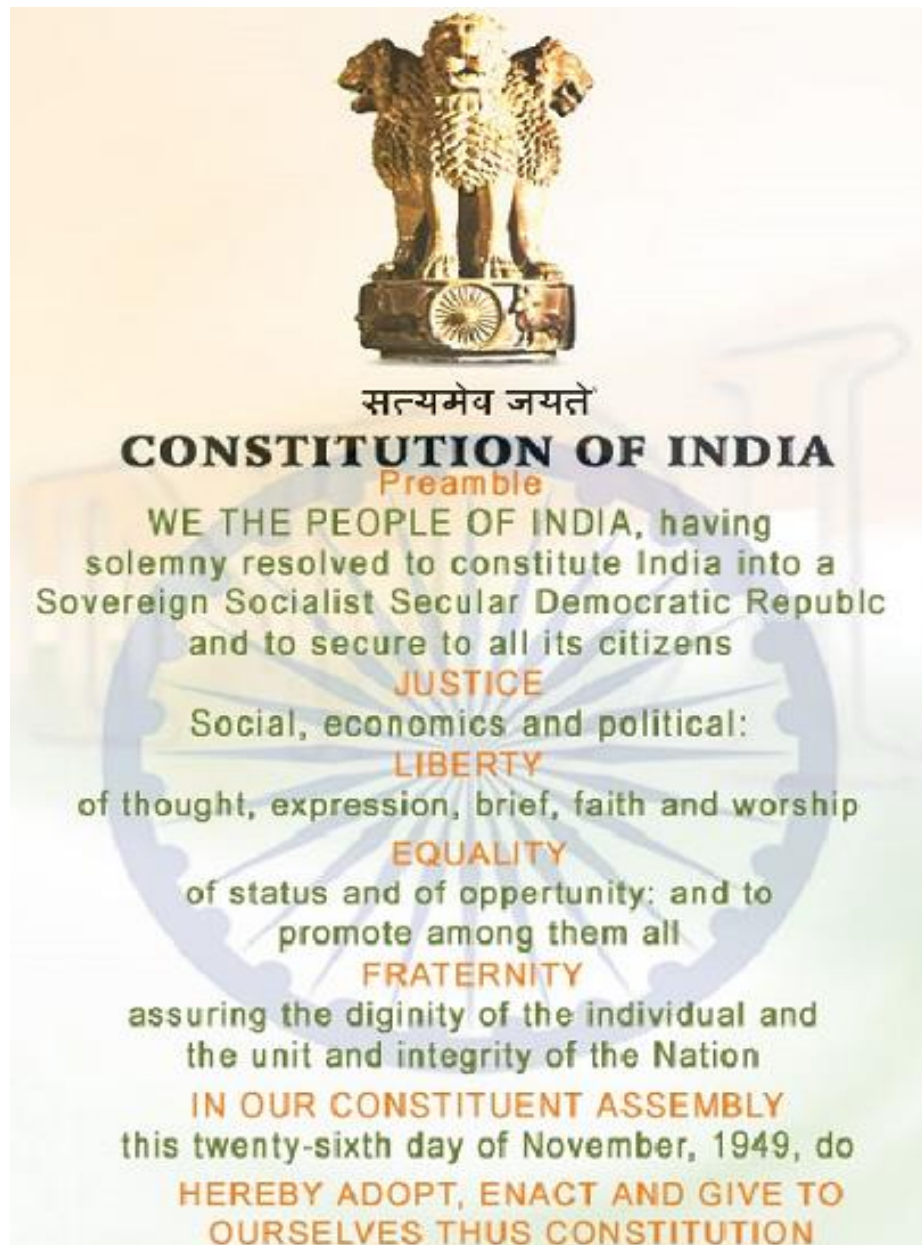 सत्यमेव जयते
CONSTITUTION OF INDIA
Preamble
WE THE PEOPLE OF INDIA, having
solemny resolved to constitute India into a
Sovereign Socialist Secular Democratic Republc
and to secure to all its citizens
JUSTICE
Social, economics and political:
LIBERTY
of thought, expression, brief, faith and worship
EQUALITY
of status and of oppertunity: and to
promote among them all
FRATERNITY
assuring the diginity of the individual and
the unit and integrity of the Nation
IN OUR CONSTITUENT ASSEMBLY
this twenty-sixth day of November, 1949, do
HEREBY ADOPT, ENACT AND GIVE TO
OURSELVES THUS CONSTITUTION